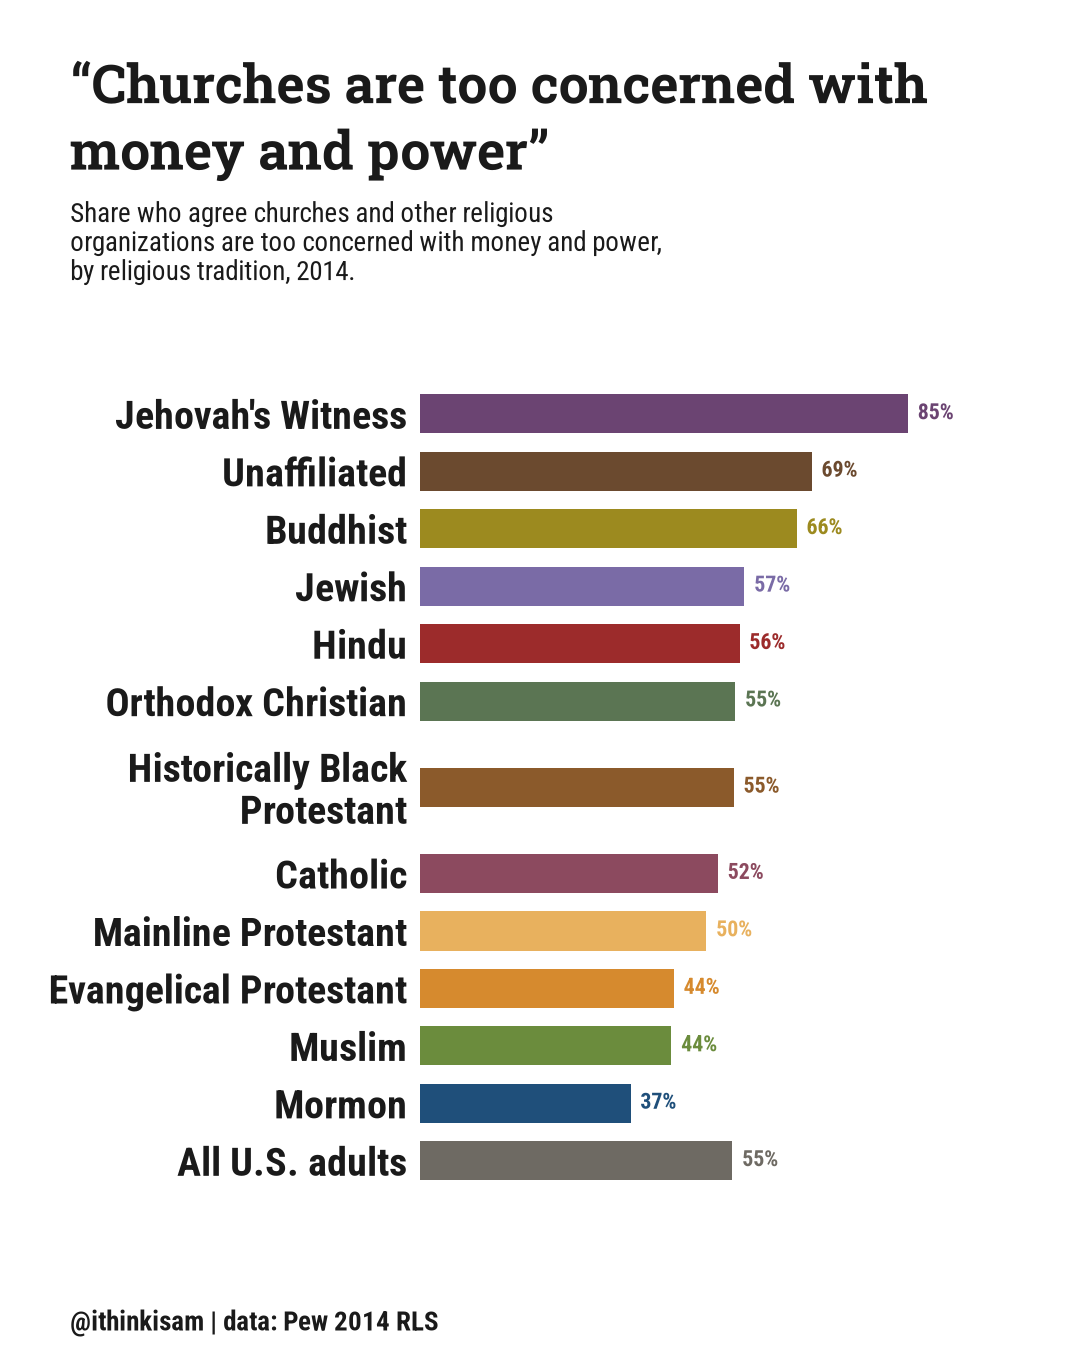 “Churches are too concerned with
money and power”
Share who agree churches and other religious
organizations are too concerned with money and power,
by religious tradition, 2014.
Jehovah's Witness 85%
Unaffiliated 69%
Buddhist 66%
Jewish 57%
Hindu 56%
Orthodox Christian 55%
Historically Black
Protestant 55%
Catholic 52%
Mainline Protestant 50%
Evangelical Protestant 44%
Muslim 44%
Mormon 37%
All U.S. adults 55%
@ithinkisam | data: Pew 2014 RLS